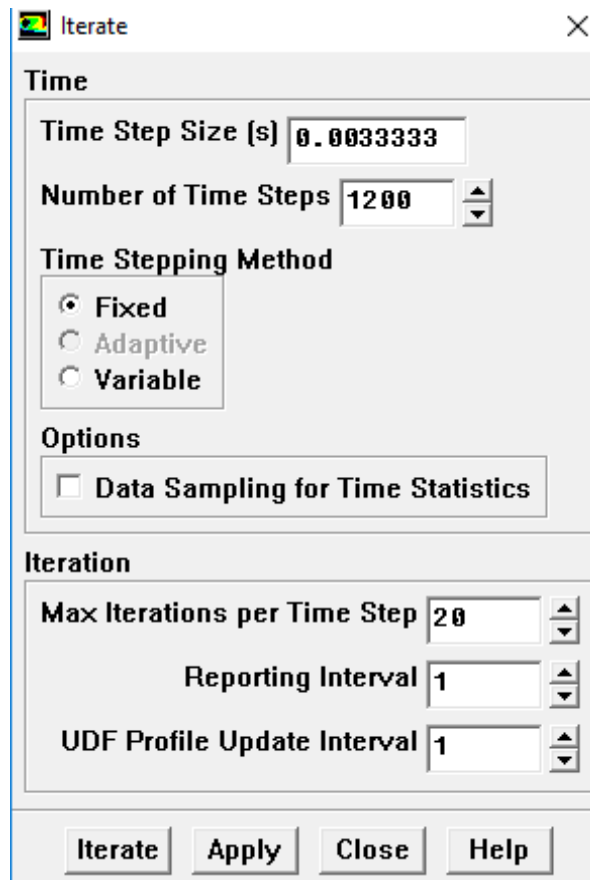 Iterate
Time
Time Step Size (s) 0.0033333
Number of Time Steps 1200
Time Stepping Method
Fixed
Adaptive
Variable
Options
Data Sampling for Time Statistics
Iteration
Max Iterations per Time Step 20
Reporting Interval 1
UDF Profile Update Interval 1
Iterate Apply Close Help